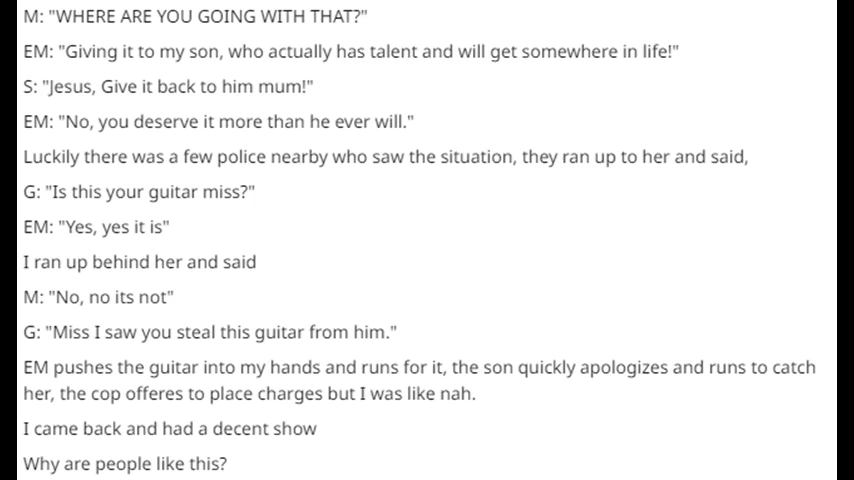 M: "WHERE ARE YOU GOING WITH THAT?"
EM: "Giving it to my son, who actually has talent and will get somewhere in life!"
S: "Jesus, Give it back to him mum!"
EM: "No, you deserve it more than he ever will."
Luckily there was a few police nearby who saw the situation, they ran up to her and said,
G: "Is this your guitar miss?"
EM: "Yes, yes it is"
I ran up behind her and said
M: "No, no its not"
G: "Miss I saw you steal this guitar from him."
EM pushes the guitar into my hands and runs for it, the son quickly apologizes and runs to catch
her, the cop offeres to place charges but I was like nah.
I came back and had a decent show
Why are people like this?